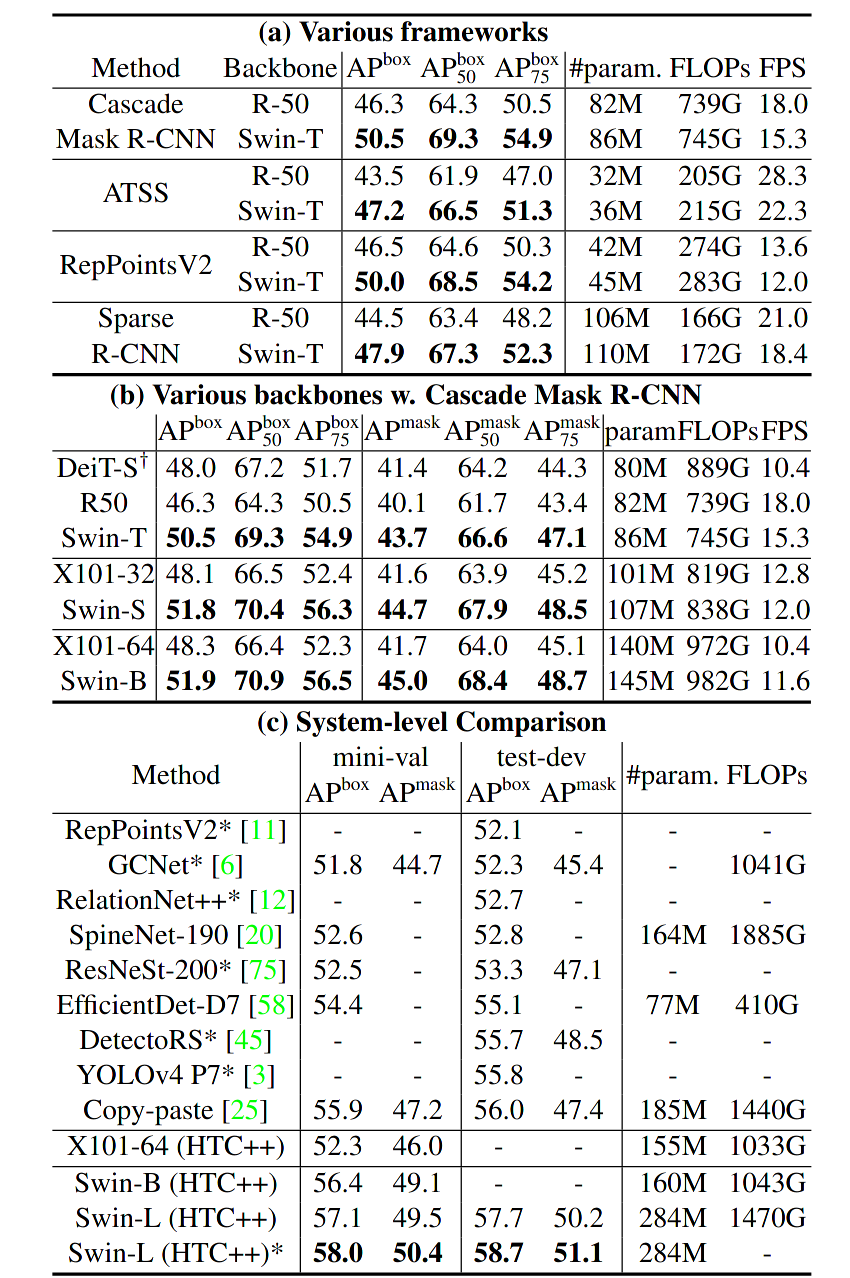 (a) Various frameworks
Method Backbone AP^box AP^box_50 AP^box_75 #param. FLOPs FPS
Cascade R-50 46.3 64.3 50.5 82M 739G 18.0
Mask R-CNN Swin-T 50.5 69.3 54.9 86M 745G 15.3
ATSS R-50 43.5 61.9 47.0 32M 205G 28.3
Swin-T 47.2 66.5 51.3 36M 215G 22.3
RepPointsV2 R-50 46.5 64.6 50.3 42M 274G 13.6
Swin-T 50.0 68.5 54.2 45M 283G 12.0
Sparse R-50 44.5 63.4 48.2 106M 166G 21.0
R-CNN Swin-T 47.9 67.3 52.3 110M 172G 18.4
(b) Various backbones w. Cascade Mask R-CNN
AP^box AP^box_50 AP^box_75 AP^mask AP^mask_50 AP^mask_75 param FLOPs FPS
DeiT-S† 48.0 67.2 51.7 41.4 64.2 44.3 80M 889G 10.4
R50 46.3 64.3 50.5 40.1 61.7 43.4 82M 739G 18.0
Swin-T 50.5 69.3 54.9 43.7 66.6 47.1 86M 745G 15.3
X101-32 48.1 66.5 52.4 41.6 63.9 45.2 101M 819G 12.8
Swin-S 51.8 70.4 56.3 44.7 67.9 48.5 107M 838G 12.0
X101-64 48.3 66.4 52.3 41.7 64.0 45.1 140M 972G 10.4
Swin-B 51.9 70.9 56.5 45.0 68.4 48.7 145M 982G 11.6
(c) System-level Comparison
Method mini-val test-dev #param. FLOPs
AP^box AP^mask AP^box AP^mask
RepPointsV2* [11] - - 52.1 - - -
GCNet* [6] 51.8 44.7 52.3 45.4 - 1041G
RelationNet++* [12] - - 52.7 - - -
SpineNet-190 [20] 52.6 - 52.8 - 164M 1885G
ResNeSt-200* [75] 52.5 - 53.3 47.1 - -
EfficientDet-D7 [58] 54.4 - 55.1 - 77M 410G
DetectoRS* [45] - - 55.7 48.5 - -
YOLOv4 P7* [3] - - 55.8 - - -
Copy-paste [25] 55.9 47.2 56.0 47.4 185M 1440G
X101-64 (HTC++) 52.3 46.0 - - 155M 1033G
Swin-B (HTC++) 56.4 49.1 - - 160M 1043G
Swin-L (HTC++) 57.1 49.5 57.7 50.2 284M 1470G
Swin-L (HTC++)* 58.0 50.4 58.7 51.1 284M -